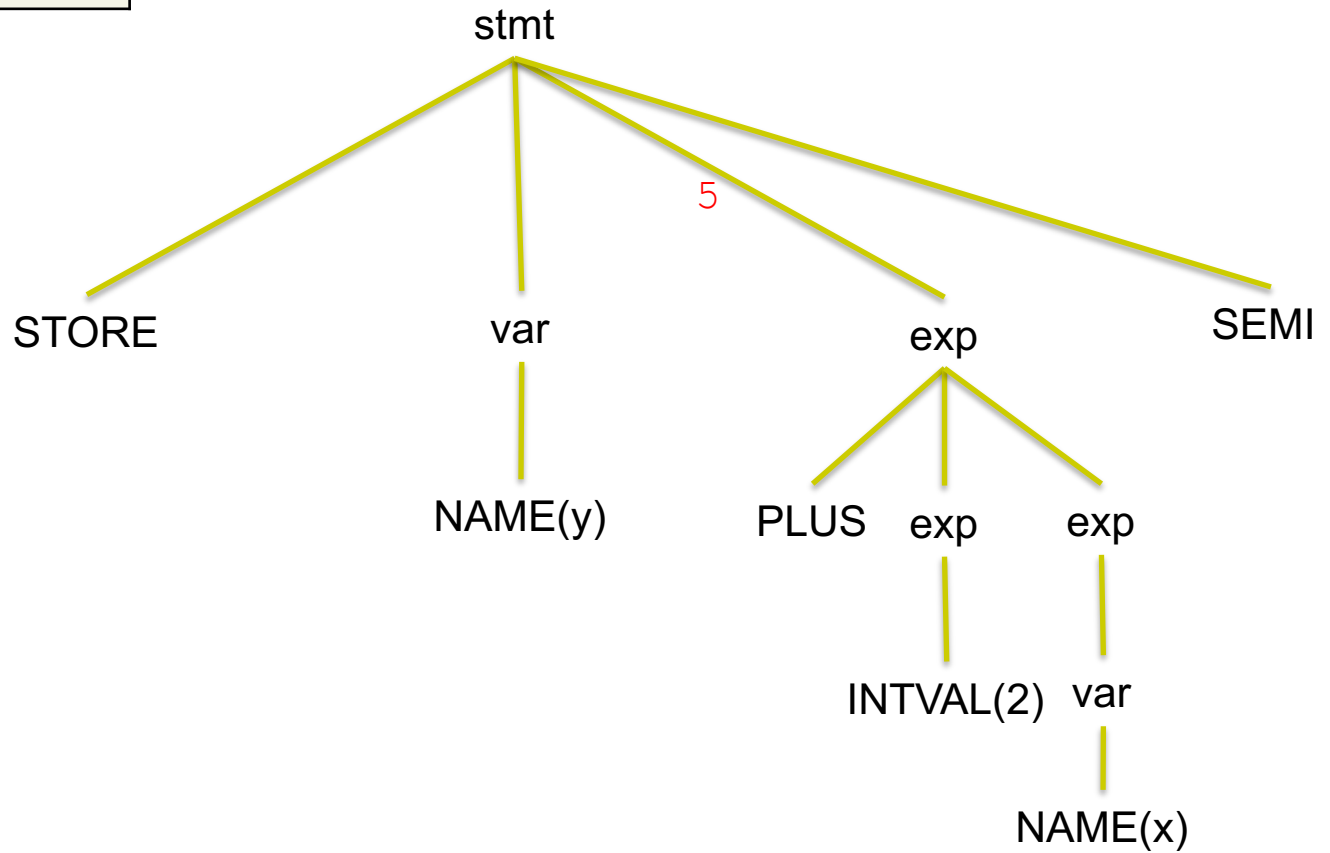 stmt
5
STORE var exp SEMI
NAME(y) PLUS exp exp
INTVAL(2) var
NAME(x)